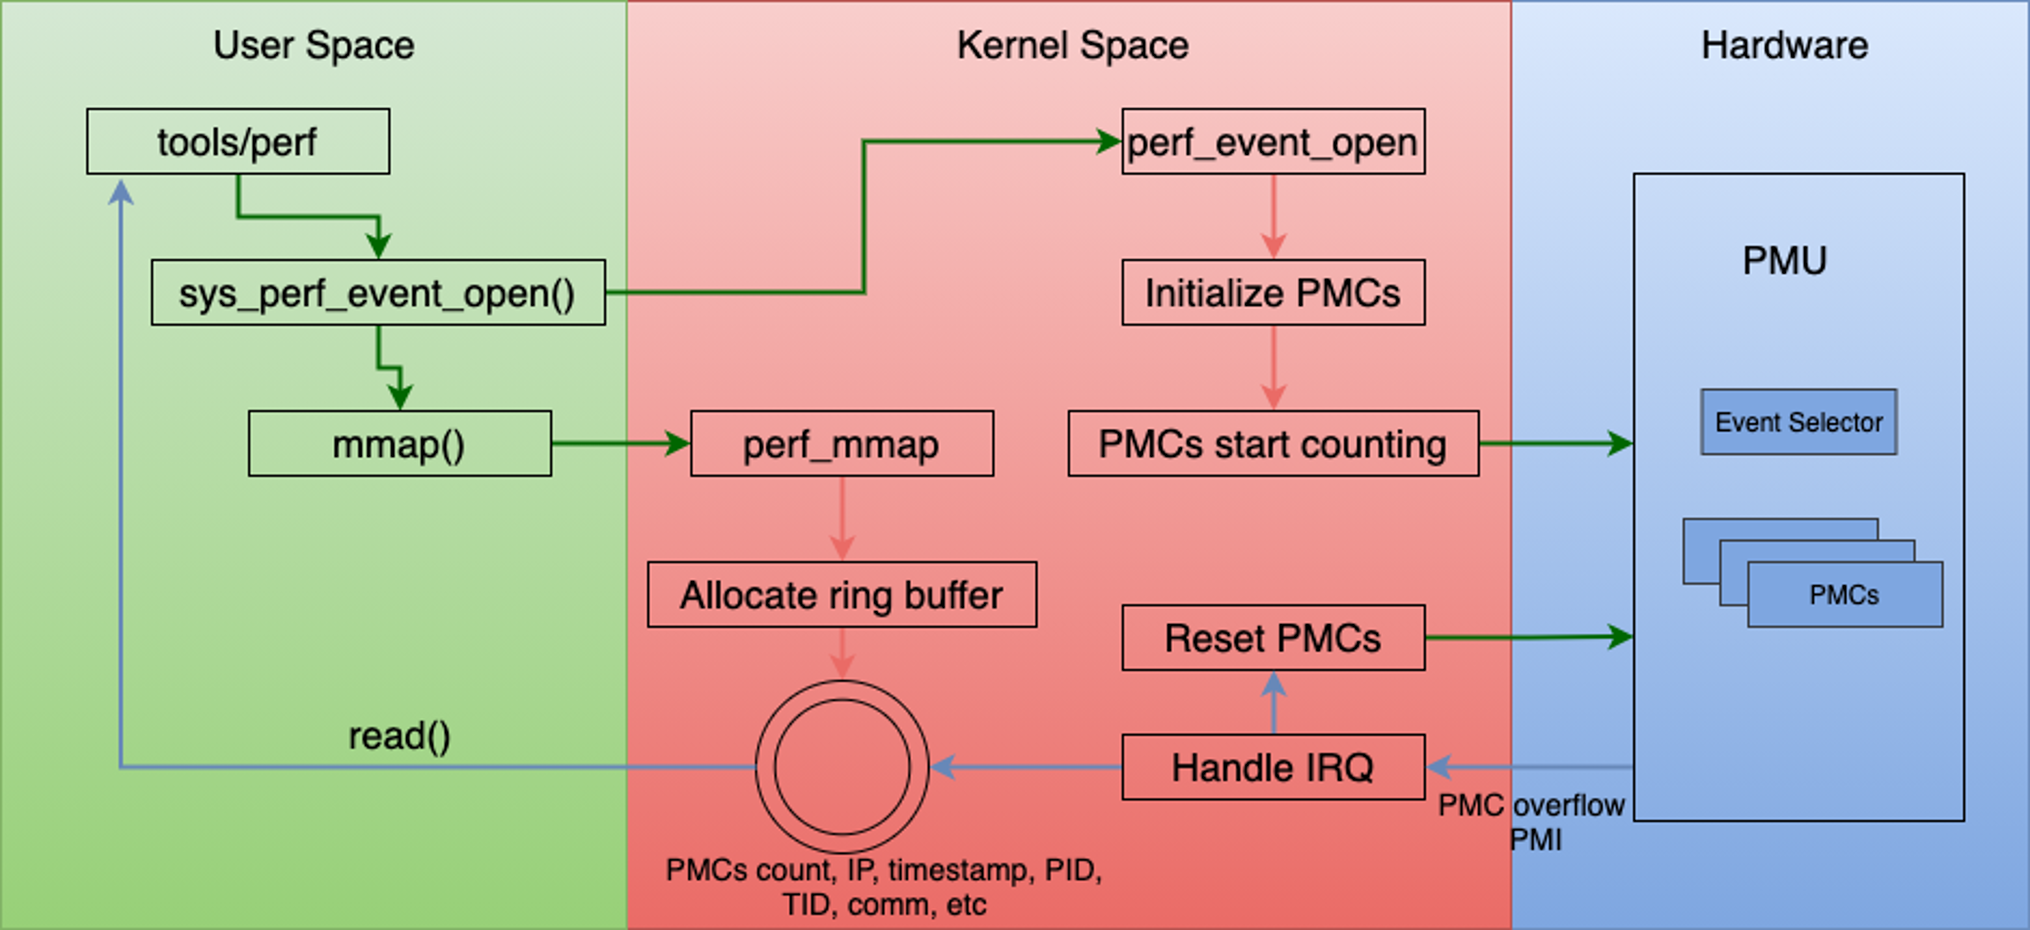 User Space
Kernel Space
Hardware
tools/perf
perf_event_open
sys_perf_event_open()
Initialize PMCs
PMU
mmap()
perf_mmap
PMCs start counting
Event Selector
Allocate ring buffer
PMCs
Reset PMCs
read()
Handle IRQ
PMC overflow
PMI
PMCs count, IP, timestamp, PID,
TID, comm, etc